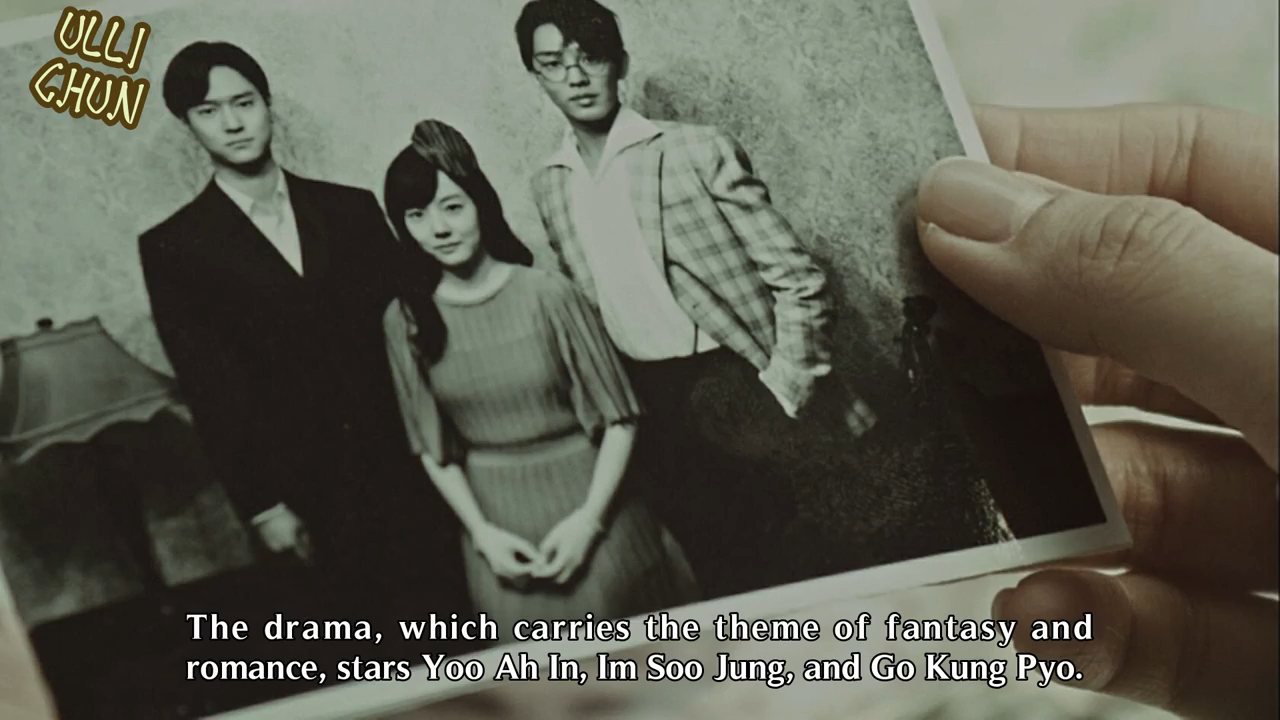 ULLI
CHUN
The drama, which carries the theme of fantasy and
romance, stars Yoo Ah In, Im Soo Jung, and Go Kung Pyo.